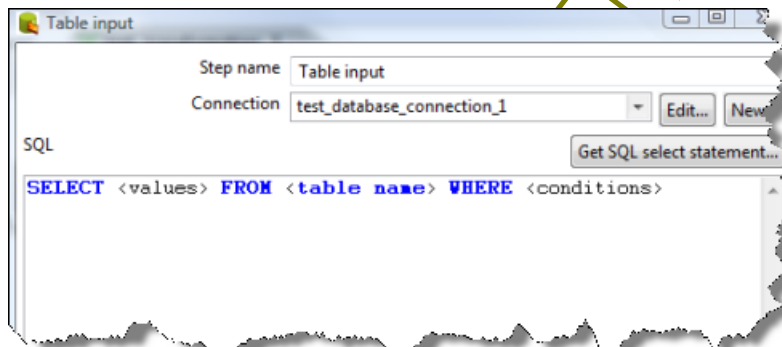 Table input
Step name Table input
Connection test_database_connection_1 Edit... New
SQL
Get SQL select statement...
SELECT <values> FROM <table name> WHERE <conditions>